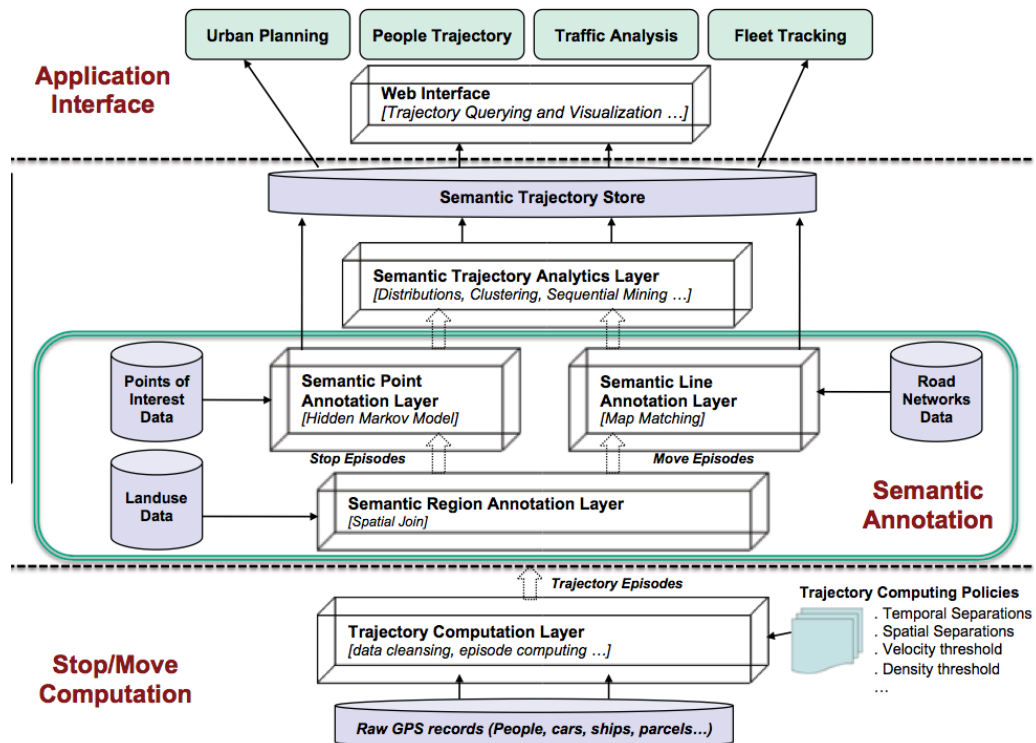 Urban Planning
People Trajectory
Traffic Analysis
Fleet Tracking
Application
Interface
Web Interface
[Trajectory Querying and Visualization …]
Semantic Trajectory Store
Semantic Trajectory Analytics Layer
[Distributions, Clustering, Sequential Mining …]
Points of
Interest
Data
Semantic Point
Annotation Layer
[Hidden Markov Model]
Semantic Line
Annotation Layer
[Map Matching]
Road
Networks
Data
Stop Episodes
Move Episodes
Landuse
Data
Semantic Region Annotation Layer
[Spatial Join]
Semantic
Annotation
Trajectory Episodes
Trajectory Computing Policies
. Temporal Separations
. Spatial Separations
. Velocity threshold
. Density threshold
…
Stop/Move
Computation
Trajectory Computation Layer
[data cleansing, episode computing …]
Raw GPS records (People, cars, ships, parcels…)